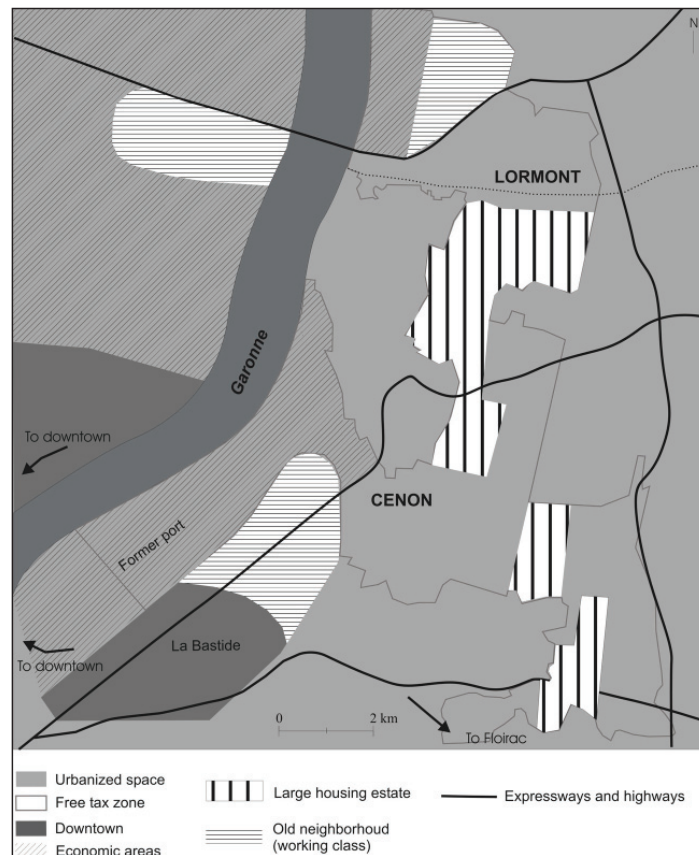 N
LORMONT
Garonne
To downtown
CENON
Former port
La Bastide
To downtown
0 2 km
To Floirac
Urbanized space
Free tax zone
Downtown
Economic areas
Large housing estate
Old neighborhoud
(working class)
Expressways and highways